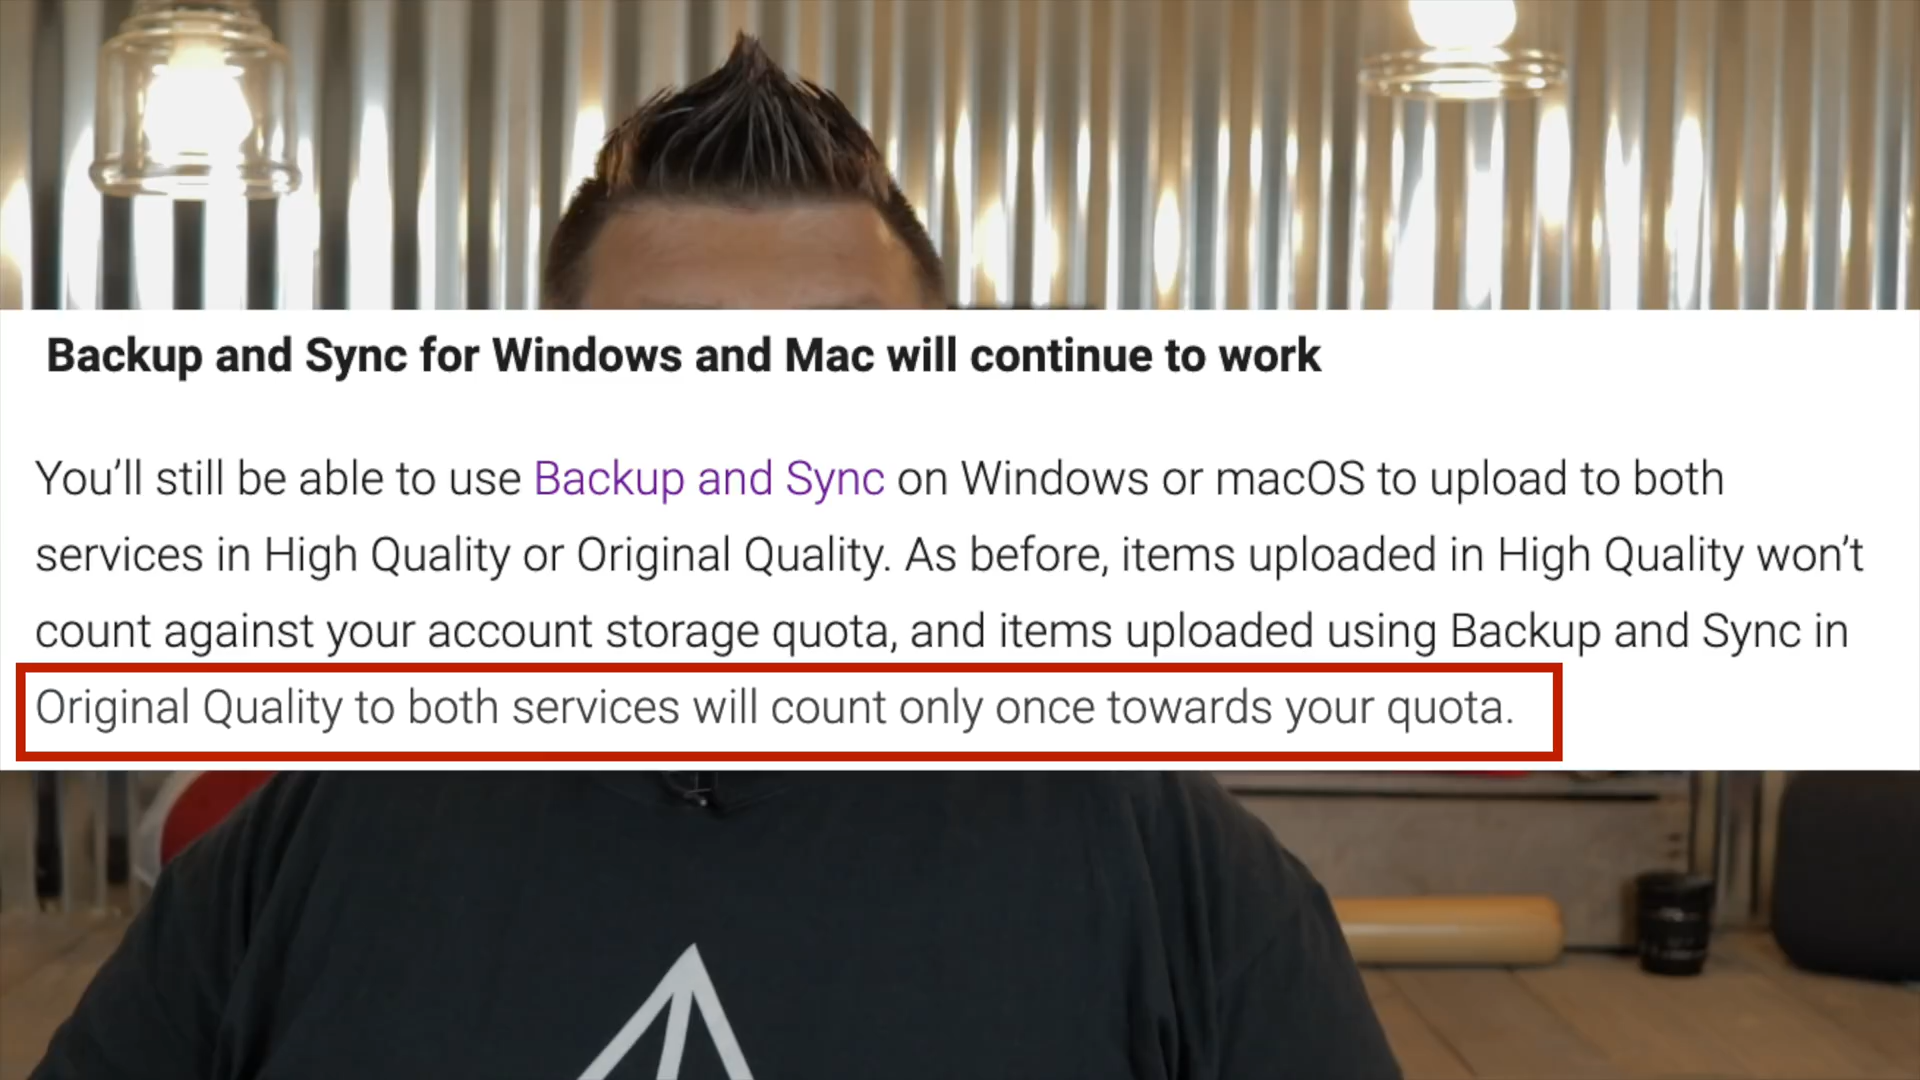 Backup and Sync for Windows and Mac will continue to work
You’ll still be able to use Backup and Sync on Windows or macOS to upload to both
services in High Quality or Original Quality. As before, items uploaded in High Quality won’t
count against your account storage quota, and items uploaded using Backup and Sync in
Original Quality to both services will count only once towards your quota.